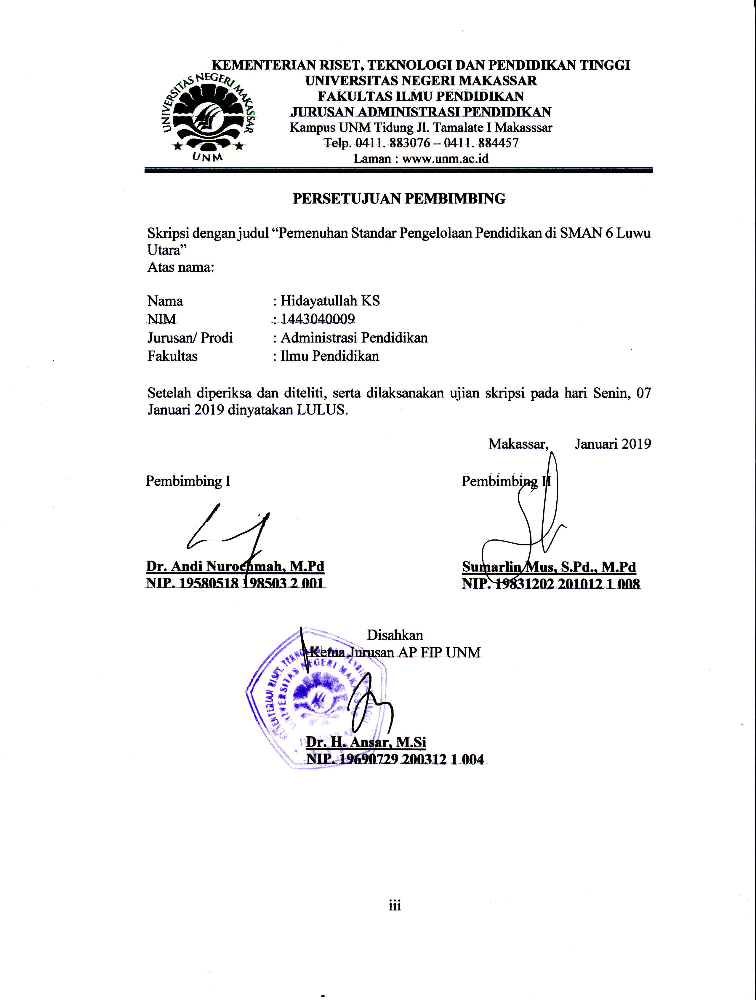 KEMENTERIAN RISET, TEKNOLOGI DAN PENDIDIKAN TINGGI
UNIVERSITAS NEGERI MAKASSAR
FAKULTAS ILMU PENDIDIKAN
JURUSAN ADMINISTRASI PENDIDIKAN
Kampus UNM Tidung Jl. Tamalate I Makasssar
Telp. 0411. 883076 – 0411. 884457
Laman : www.unm.ac.id
UNIVERSITAS NEGERI MAKASSAR
UNM
PERSETUJUAN PEMBIMBING
Skripsi dengan judul “Pemenuhan Standar Pengelolaan Pendidikan di SMAN 6 Luwu
Utara”
Atas nama:
Nama : Hidayatullah KS
NIM : 1443040009
Jurusan/ Prodi : Administrasi Pendidikan
Fakultas : Ilmu Pendidikan
Setelah diperiksa dan diteliti, serta dilaksanakan ujian skripsi pada hari Senin, 07
Januari 2019 dinyatakan LULUS.
Makassar, Januari 2019
Pembimbing I Pembimbing II
Dr. Andi Nurochmah, M.Pd Sumarlin Mus, S.Pd., M.Pd
NIP. 19580518 198503 2 001 NIP. 19831202 201012 1 008
Disahkan
Ketua Jurusan AP FIP UNM
KEMENTERIAN RISET, TEKNOLOGI DAN PENDIDIKAN TINGGI
UNIVERSITAS NEGERI MAKASSAR
JURUSAN AP
Dr. H. Ansar, M.Si
NIP. 19690729 200312 1 004
iii